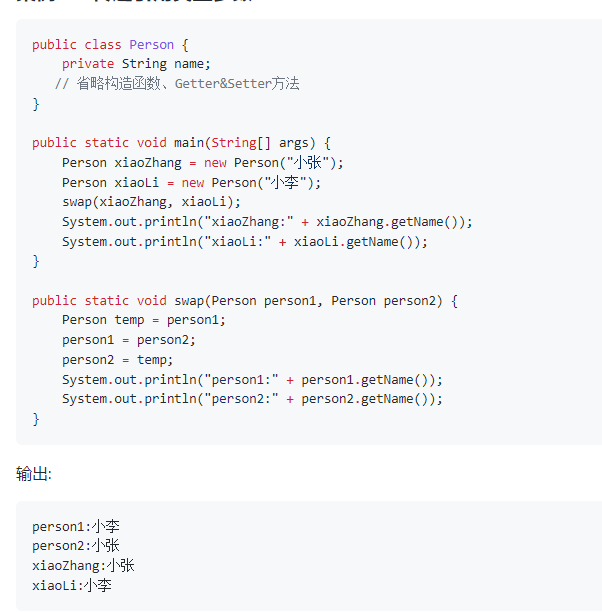 public class Person {
    private String name;
   // 省略构造函数、Getter&Setter方法
}
public static void main(String[] args) {
    Person xiaoZhang = new Person("小张");
    Person xiaoLi = new Person("小李");
    swap(xiaoZhang, xiaoLi);
    System.out.println("xiaoZhang:" + xiaoZhang.getName());
    System.out.println("xiaoLi:" + xiaoLi.getName());
}
public static void swap(Person person1, Person person2) {
    Person temp = person1;
    person1 = person2;
    person2 = temp;
    System.out.println("person1:" + person1.getName());
    System.out.println("person2:" + person2.getName());
}
输出:
person1:小李
person2:小张
xiaoZhang:小张
xiaoLi:小李